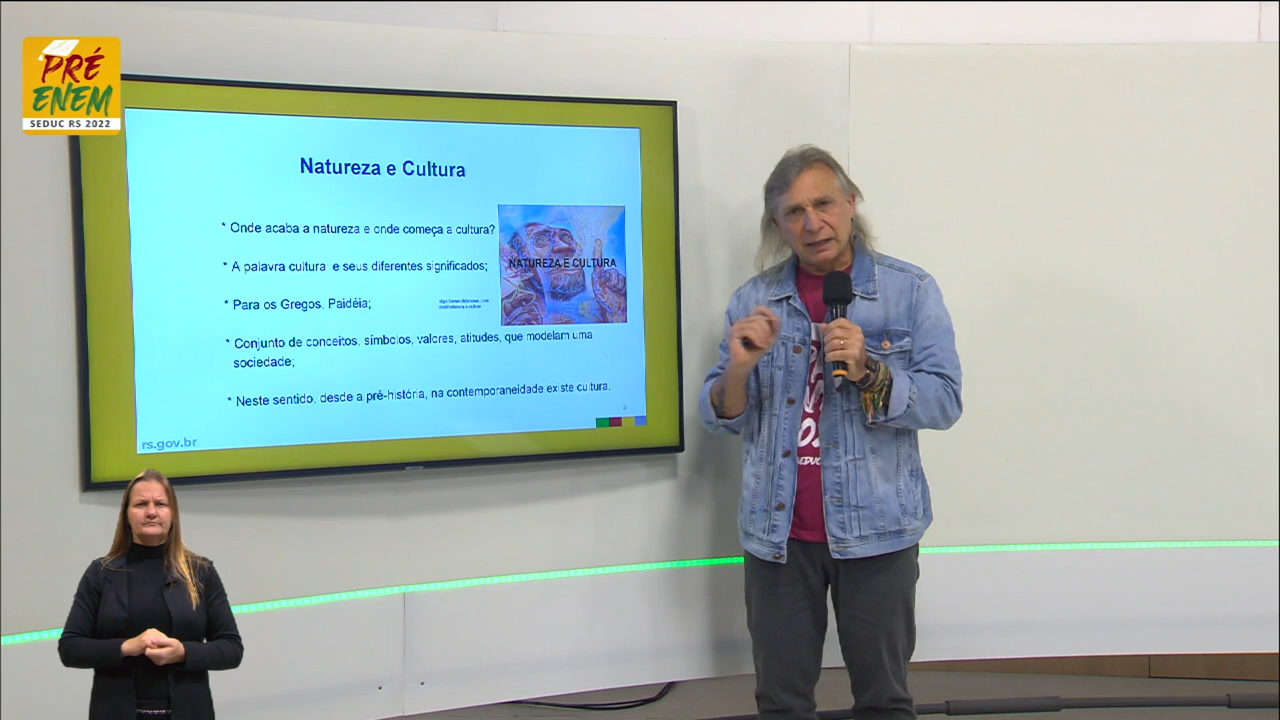 PRÉ
ENEM
SEDUC RS 2022
Natureza e Cultura
* Onde acaba a natureza e onde começa a cultura?
* A palavra cultura e seus diferentes significados;
NATUREZA E CULTURA
* Para os Gregos, Paidéia;
* Conjunto de conceitos, símbolos, valores, atitudes, que modelam uma
sociedade;
* Neste sentido, desde a pré-história, na contemporaneidade existe cultura.
3
rs.gov.br